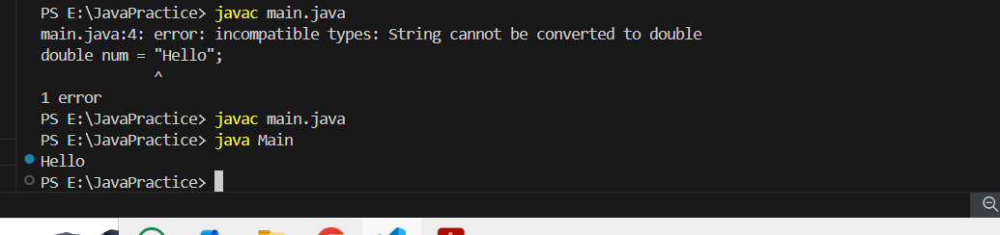 PS E:\JavaPractice> javac main.java
main.java:4: error: incompatible types: String cannot be converted to double
double num = "Hello";
^
1 error
PS E:\JavaPractice> javac main.java
PS E:\JavaPractice> java Main
Hello
PS E:\JavaPractice>